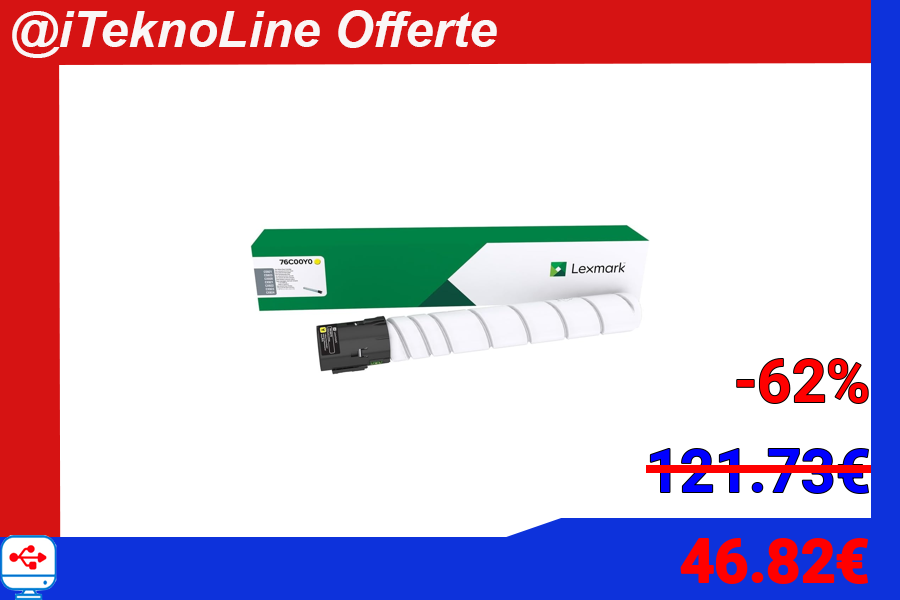 @iTeknoLine Offerte
76C00Y0
Lexmark
-62%
121.73€
46.82€